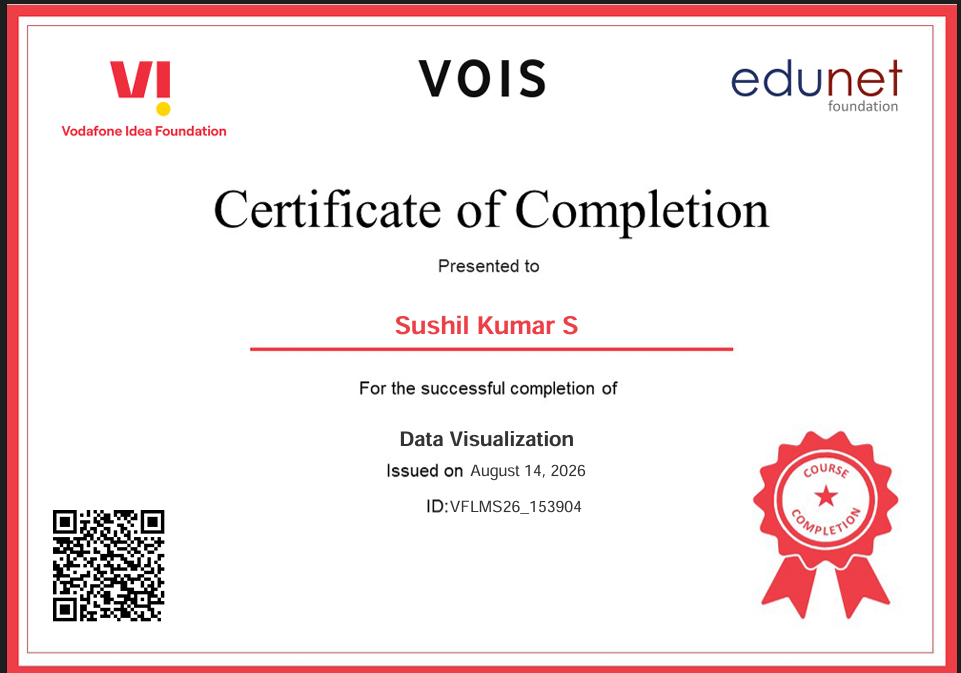 VI
Vodafone Idea Foundation
VOIS
edunet
foundation
Certificate of Completion
Presented to
Sushil Kumar S
For the successful completion of
Data Visualization
Issued on August 14, 2026
ID:VFLMS26_153904
COURSE
COMPLETION